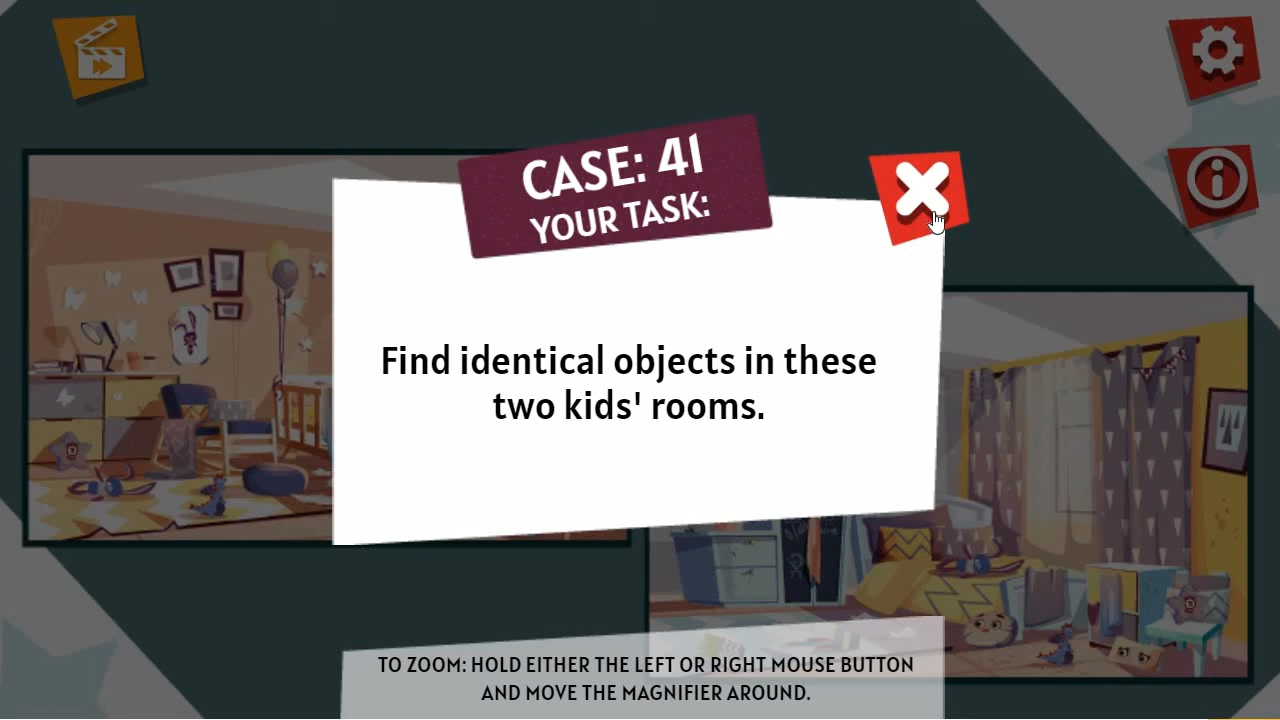 CASE: 41
YOUR TASK:
Find identical objects in these
two kids' rooms.
TO ZOOM: HOLD EITHER THE LEFT OR RIGHT MOUSE BUTTON
AND MOVE THE MAGNIFIER AROUND.